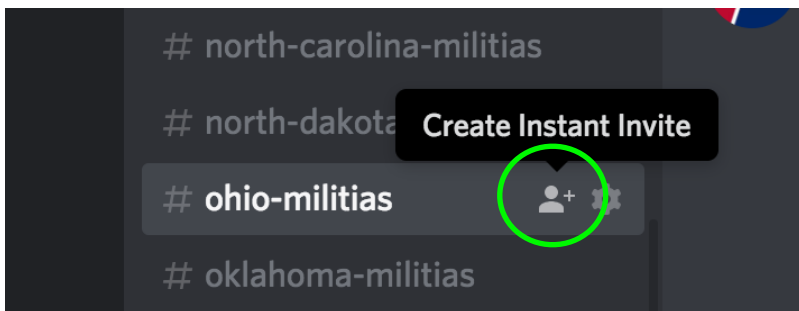 # north-carolina-militias
# north-dakota
Create Instant Invite
# ohio-militias
# oklahoma-militias